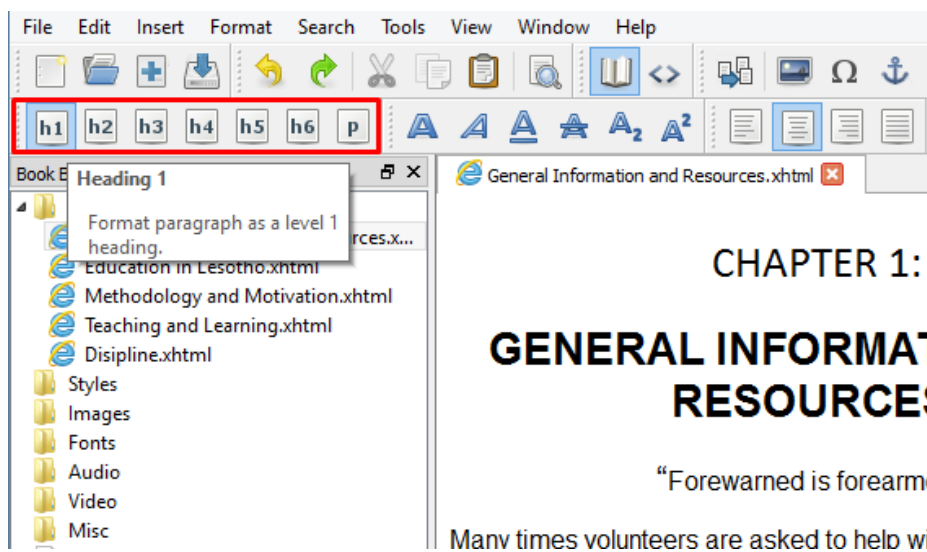 File Edit Insert Format Search Tools View Window Help
Ω
h1 h2 h3 h4 h5 h6 p A A A A A₂ A²
Book
Heading 1
Format paragraph as a level 1
heading.
rces.x...
Education in Lesotho.xhtml
Methodology and Motivation.xhtml
Teaching and Learning.xhtml
Disipline.xhtml
Styles
Images
Fonts
Audio
Video
Misc
General Information and Resources.xhtml
CHAPTER 1:
GENERAL INFORMAT
RESOURCES
“Forewarned is forearm
Many times volunteers are asked to help wi